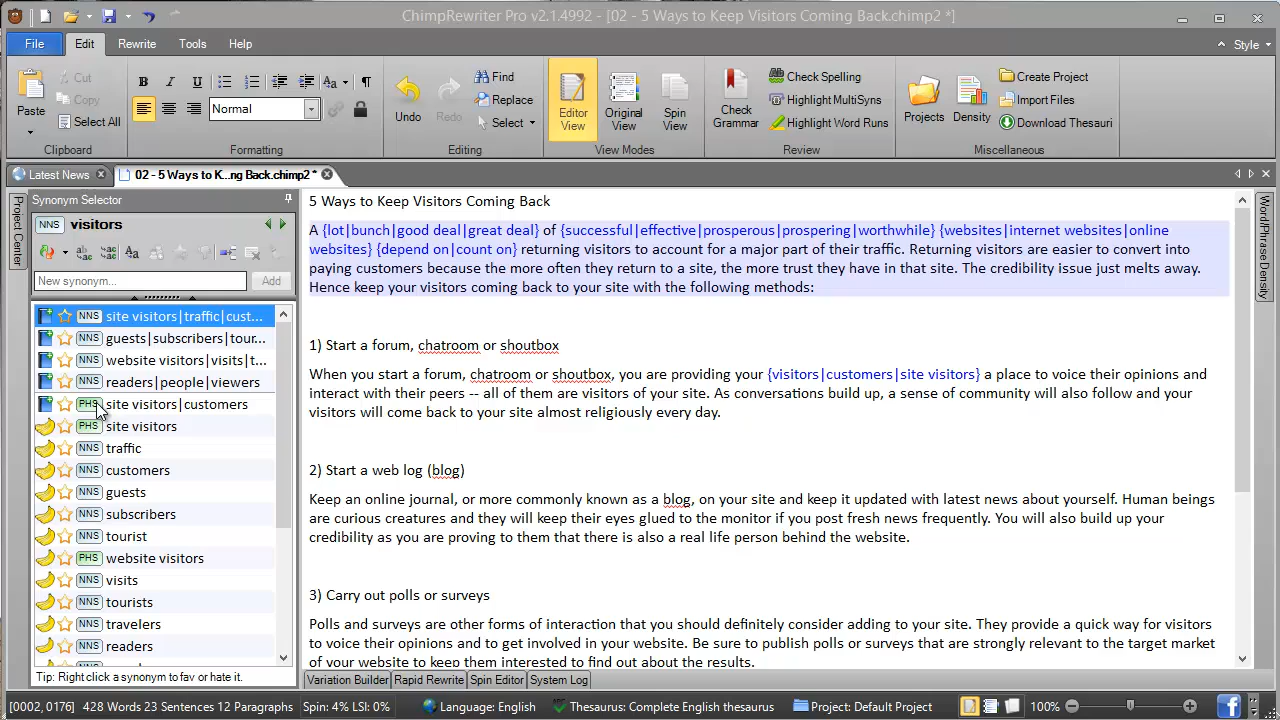 ChimpRewriter Pro v2.1.4992 - [02 - 5 Ways to Keep Visitors Coming Back.chimp2 *]
File Edit Rewrite Tools Help Style
Paste Cut Copy Select All
Clipboard
B I U Aa ¶
Normal
Formatting
Undo Redo Find Replace Select
Editing
Editor View Original View Spin View
View Modes
Check Grammar Check Spelling Highlight MultiSyns Highlight Word Runs
Review
Projects Density Create Project Import Files Download Thesauri
Miscellaneous
Latest News 02 - 5 Ways to K...ng Back.chimp2 *
Project Center
Synonym Selector
NNS visitors
New synonym... Add
NNS site visitors|traffic|cust...
NNS guests|subscribers|tour...
NNS website visitors|visits|t...
NNS readers|people|viewers
PHS site visitors|customers
PHS site visitors
NNS traffic
NNS customers
NNS guests
NNS subscribers
NNS tourist
PHS website visitors
NNS visits
NNS tourists
NNS travelers
NNS readers
Tip: Right click a synonym to fav or hate it.
5 Ways to Keep Visitors Coming Back
A {lot|bunch|good deal|great deal} of {successful|effective|prosperous|prospering|worthwhile} {websites|internet websites|online
websites} {depend on|count on} returning visitors to account for a major part of their traffic. Returning visitors are easier to convert into
paying customers because the more often they return to a site, the more trust they have in that site. The credibility issue just melts away.
Hence keep your visitors coming back to your site with the following methods:
1) Start a forum, chatroom or shoutbox
When you start a forum, chatroom or shoutbox, you are providing your {visitors|customers|site visitors} a place to voice their opinions and
interact with their peers -- all of them are visitors of your site. As conversations build up, a sense of community will also follow and your
visitors will come back to your site almost religiously every day.
2) Start a web log (blog)
Keep an online journal, or more commonly known as a blog, on your site and keep it updated with latest news about yourself. Human beings
are curious creatures and they will keep their eyes glued to the monitor if you post fresh news frequently. You will also build up your
credibility as you are proving to them that there is also a real life person behind the website.
3) Carry out polls or surveys
Polls and surveys are other forms of interaction that you should definitely consider adding to your site. They provide a quick way for visitors
to voice their opinions and to get involved in your website. Be sure to publish polls or surveys that are strongly relevant to the target market
of your website to keep them interested to find out about the results.
Word/Phrase Density
Variation Builder Rapid Rewrite Spin Editor System Log
[0002, 0176] 428 Words 23 Sentences 12 Paragraphs Spin: 4% LSI: 0% Language: English Thesaurus: Complete English thesaurus Project: Default Project 100%